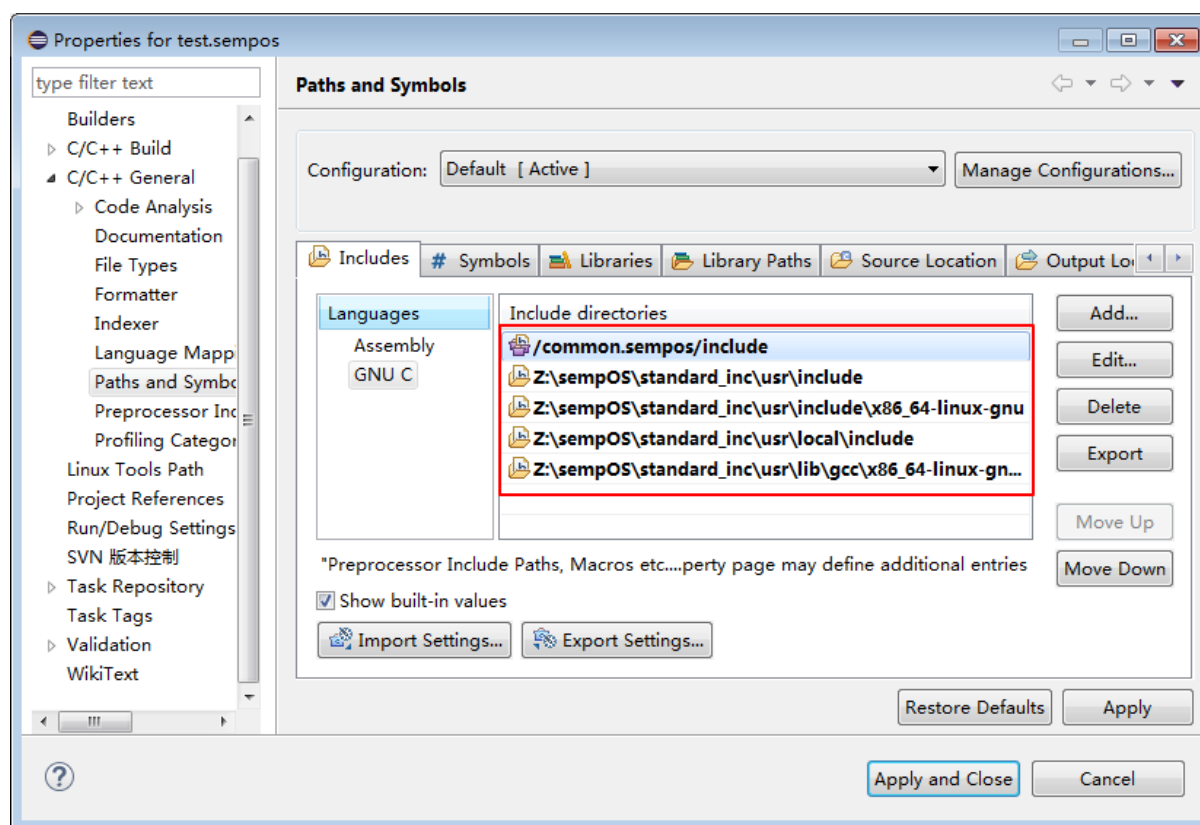 Properties for test.sempos
type filter text
Builders
C/C++ Build
C/C++ General
Code Analysis
Documentation
File Types
Formatter
Indexer
Language Mapp
Paths and Symbo
Preprocessor Inc
Profiling Categor
Linux Tools Path
Project References
Run/Debug Settings
SVN 版本控制
Task Repository
Task Tags
Validation
WikiText
Paths and Symbols
Configuration: Default [ Active ] Manage Configurations...
Includes # Symbols Libraries Library Paths Source Location Output Lo
Languages
Assembly
GNU C
Include directories
/common.sempos/include
Z:\sempOS\standard_inc\usr\include
Z:\sempOS\standard_inc\usr\include\x86_64-linux-gnu
Z:\sempOS\standard_inc\usr\local\include
Z:\sempOS\standard_inc\usr\lib\gcc\x86_64-linux-gn...
Add...
Edit...
Delete
Export
Move Up
Move Down
"Preprocessor Include Paths, Macros etc....perty page may define additional entries
Show built-in values
Import Settings... Export Settings...
Restore Defaults Apply
? Apply and Close Cancel